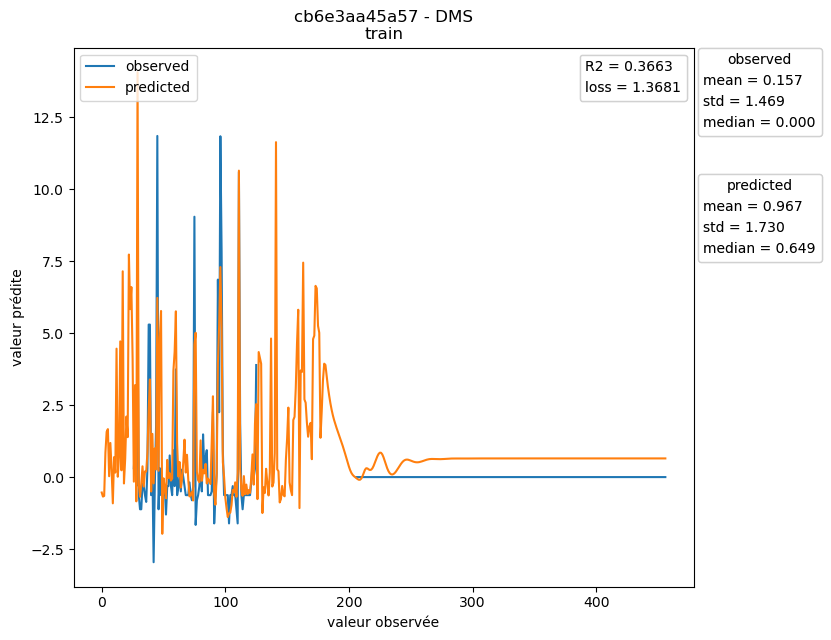 cb6e3aa45a57 - DMS
train
observed
predicted
R2 = 0.3663
loss = 1.3681
observed
mean = 0.157
std = 1.469
median = 0.000
predicted
mean = 0.967
std = 1.730
median = 0.649
12.5
10.0
7.5
5.0
2.5
0.0
−2.5
valeur prédite
0
100
200
300
400
valeur observée